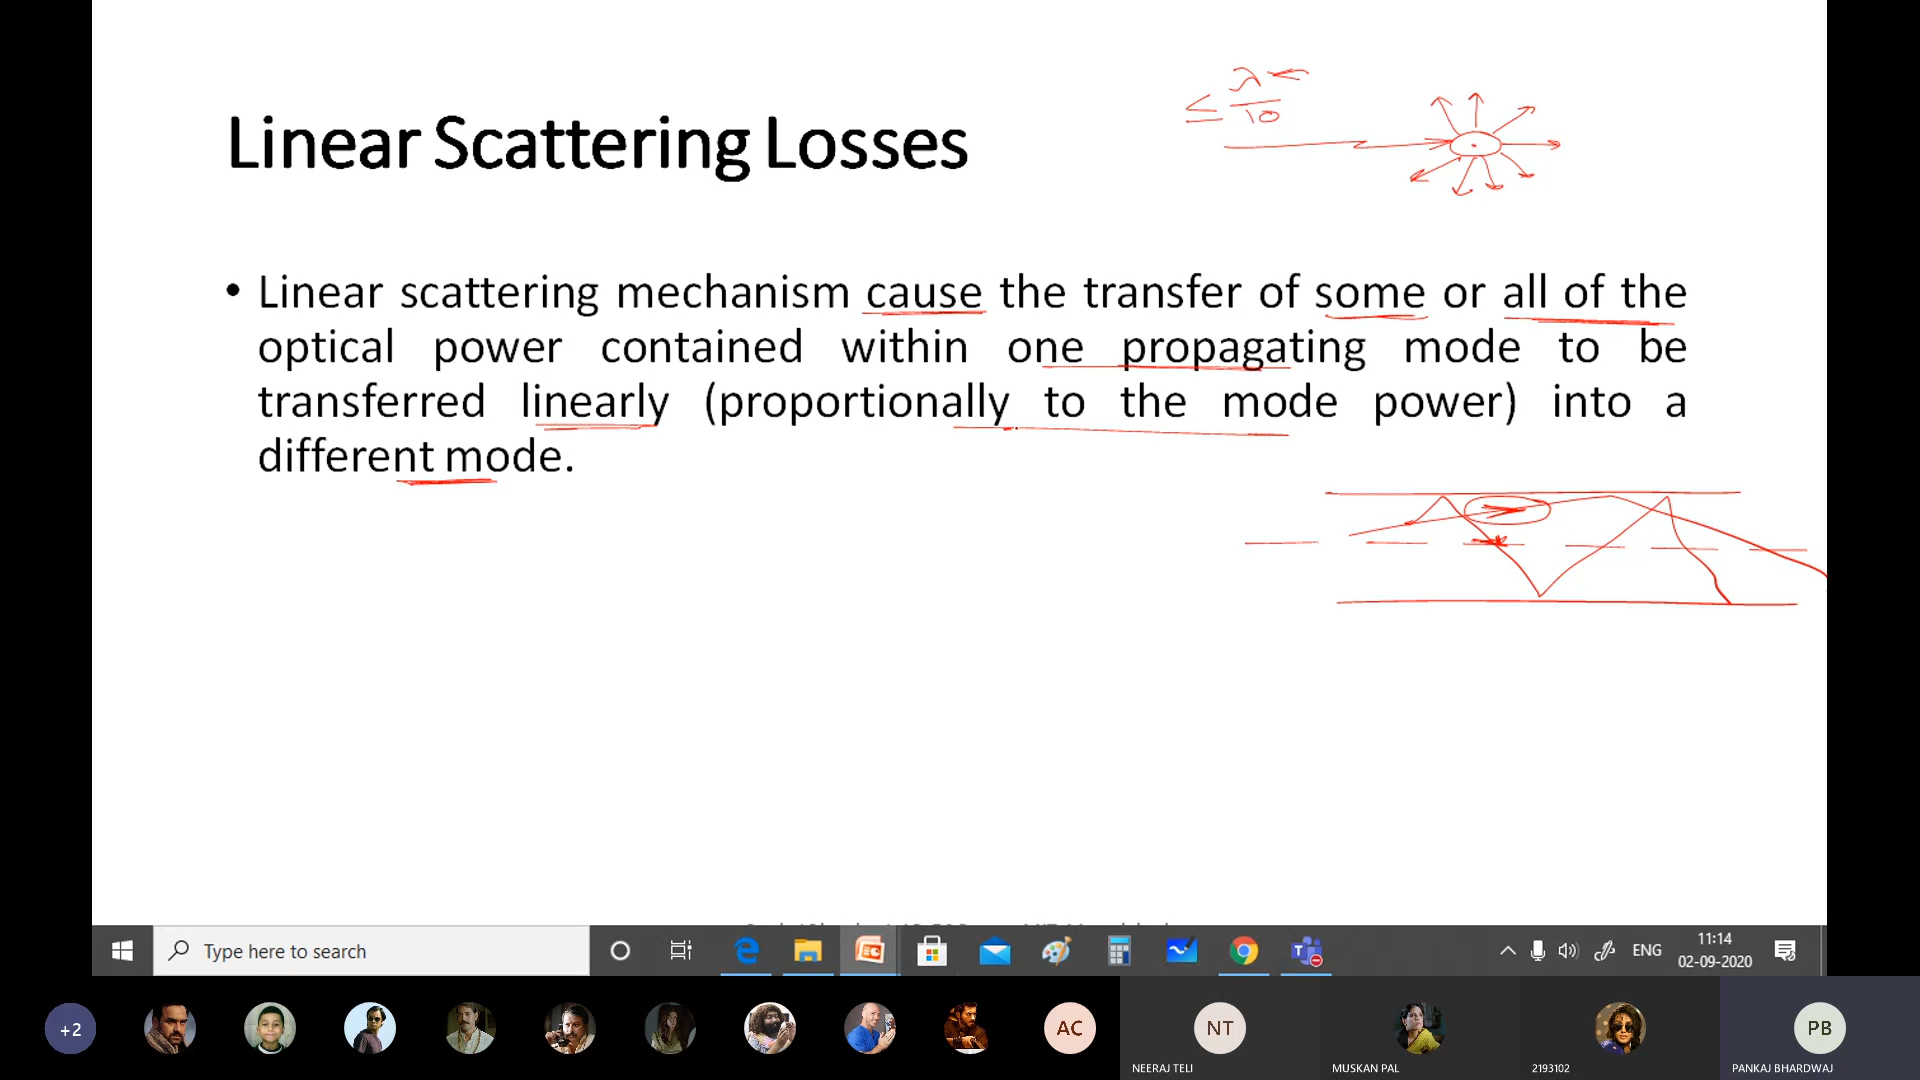 λ <
≤ 10
Linear Scattering Losses
• Linear scattering mechanism cause the transfer of some or all of the
optical power contained within one propagating mode to be
transferred linearly (proportionally to the mode power) into a
different mode.
Type here to search
ENG
11:14
02-09-2020
+2
AC
NT
PB
NEERAJ TELI
MUSKAN PAL
2193102
PANKAJ BHARDWAJ